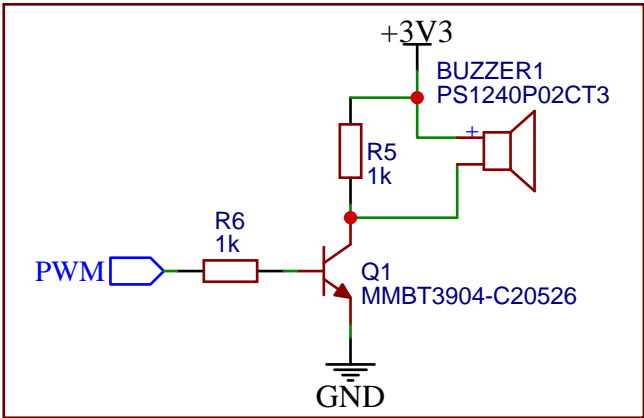 +3V3
BUZZER1
PS1240P02CT3
+
R5
1k
R6
1k
PWM
Q1
MMBT3904-C20526
GND